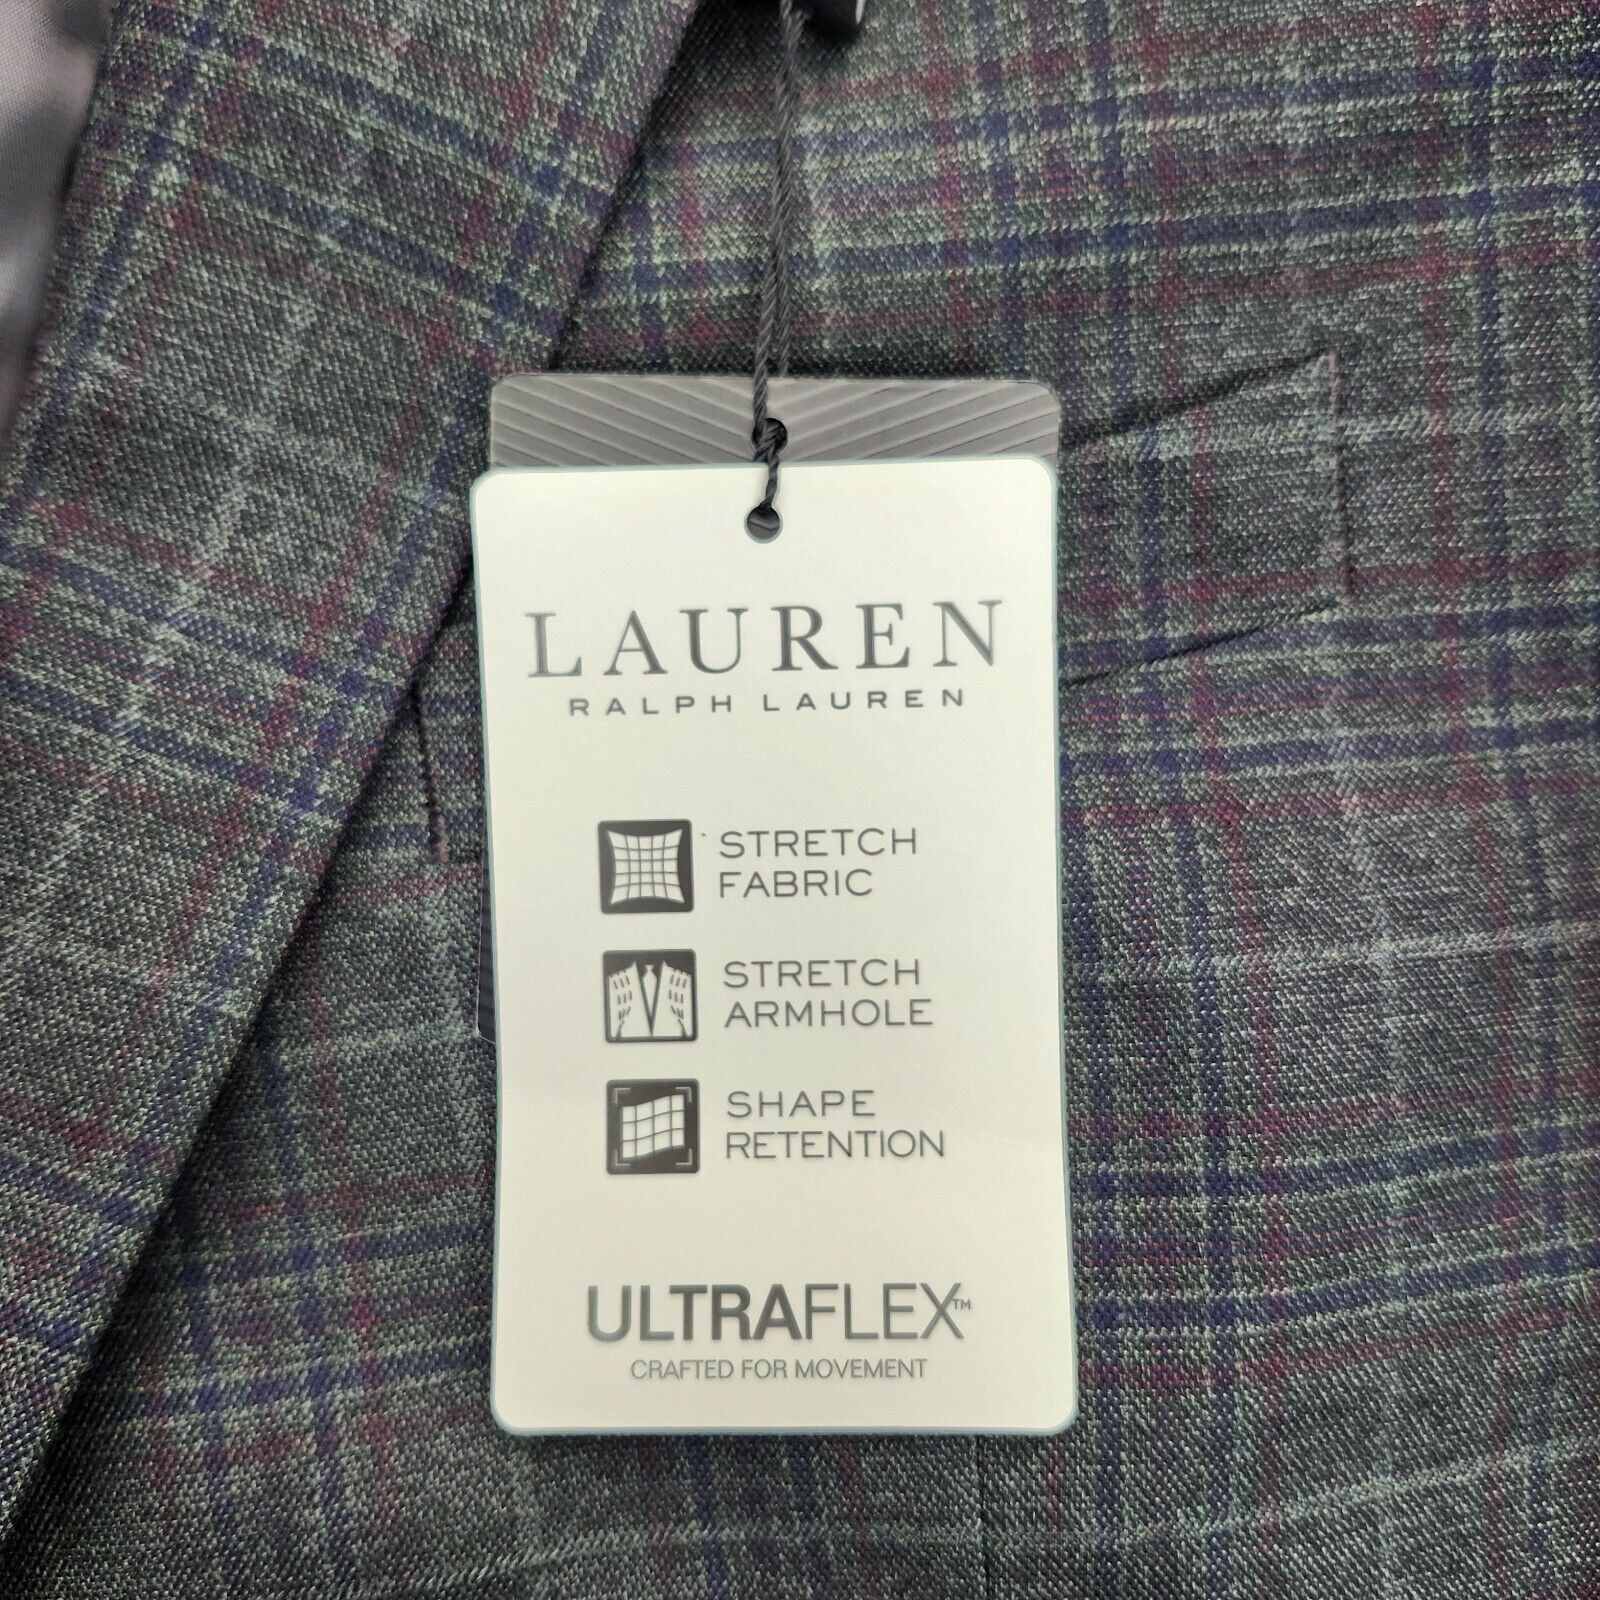 LAUREN
RALPH LAUREN
STRETCH
FABRIC
STRETCH
ARMHOLE
SHAPE
RETENTION
ULTRAFLEX™
CRAFTED FOR MOVEMENT